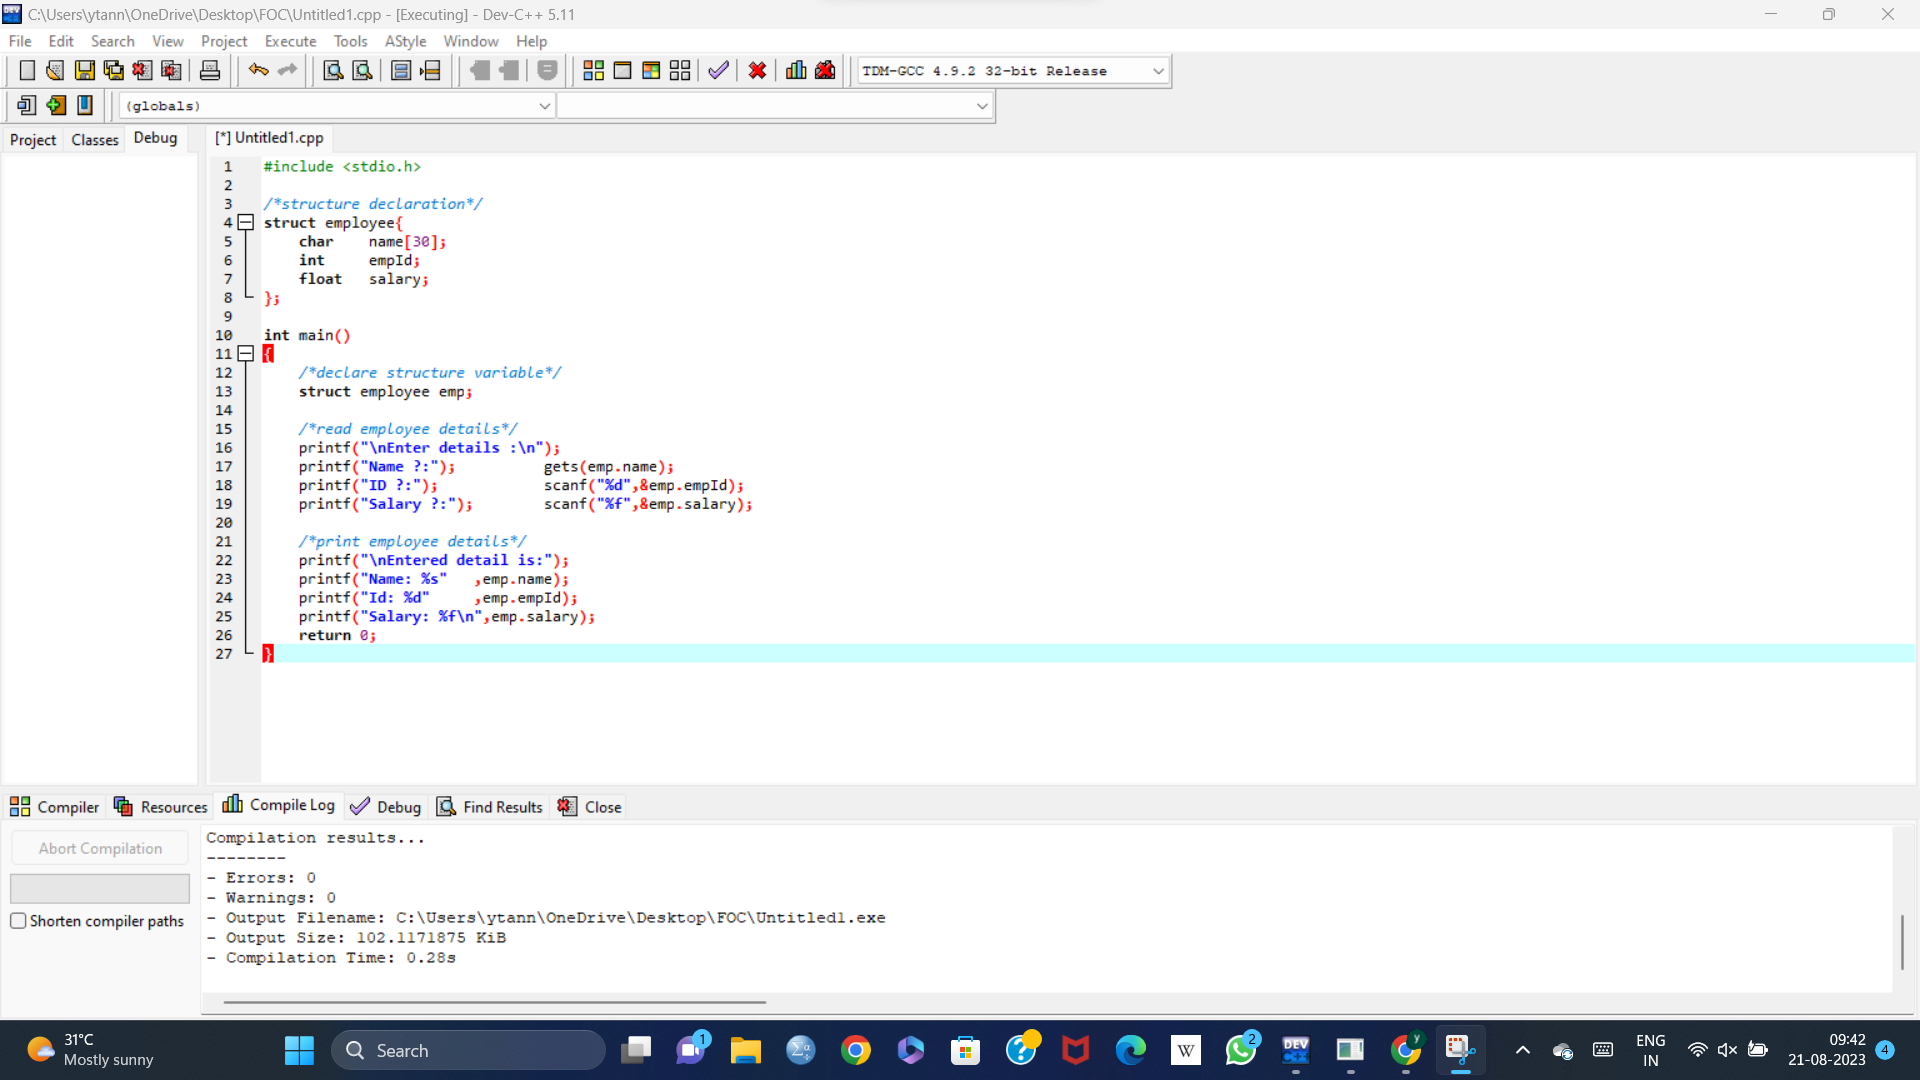 C:\Users\ytann\OneDrive\Desktop\FOC\Untitled1.cpp - [Executing] - Dev-C++ 5.11
File Edit Search View Project Execute Tools AStyle Window Help
TDM-GCC 4.9.2 32-bit Release
(globals)
Project Classes Debug [*] Untitled1.cpp
1 #include <stdio.h>
2
3 /*structure declaration*/
4 struct employee{
5 char name[30];
6 int empId;
7 float salary;
8 };
9
10 int main()
11 {
12 /*declare structure variable*/
13 struct employee emp;
14
15 /*read employee details*/
16 printf("\nEnter details :\n");
17 printf("Name ?:"); gets(emp.name);
18 printf("ID ?:"); scanf("%d",&emp.empId);
19 printf("Salary ?:"); scanf("%f",&emp.salary);
20
21 /*print employee details*/
22 printf("\nEntered detail is:");
23 printf("Name: %s" ,emp.name);
24 printf("Id: %d" ,emp.empId);
25 printf("Salary: %f\n",emp.salary);
26 return 0;
27 }
Compiler Resources Compile Log Debug Find Results Close
Abort Compilation
Shorten compiler paths
Compilation results...
--------
- Errors: 0
- Warnings: 0
- Output Filename: C:\Users\ytann\OneDrive\Desktop\FOC\Untitled1.exe
- Output Size: 102.1171875 KiB
- Compilation Time: 0.28s
31°C
Mostly sunny
Search
1
W
2
DEV
C++
y
ENG
IN
09:42
21-08-2023
4